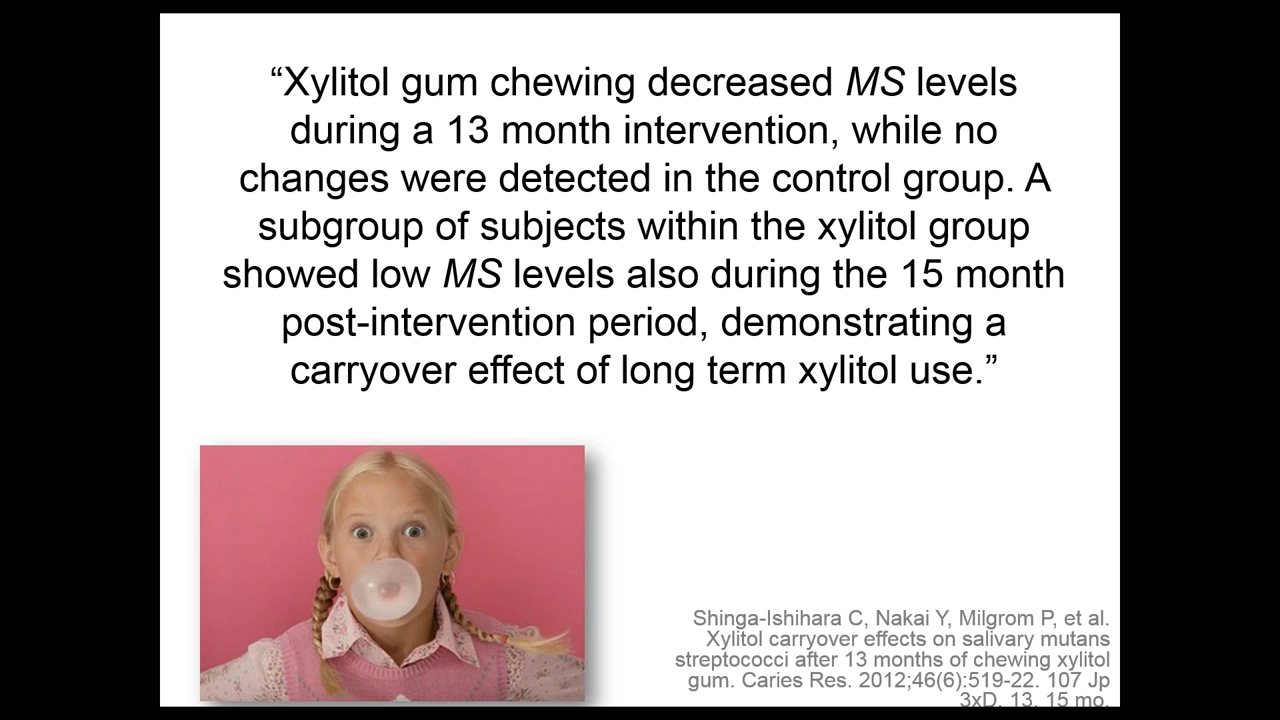 “Xylitol gum chewing decreased MS levels
during a 13 month intervention, while no
changes were detected in the control group. A
subgroup of subjects within the xylitol group
showed low MS levels also during the 15 month
post-intervention period, demonstrating a
carryover effect of long term xylitol use.”
Shinga-Ishihara C, Nakai Y, Milgrom P, et al.
Xylitol carryover effects on salivary mutans
streptococci after 13 months of chewing xylitol
gum. Caries Res. 2012;46(6):519-22. 107 Jp
3xD. 13. 15 mo.